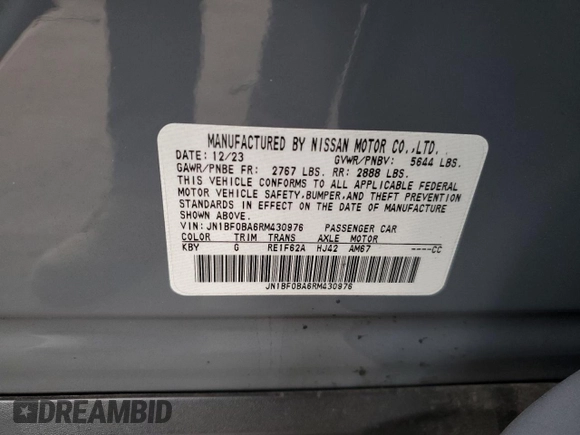 MANUFACTURED BY NISSAN MOTOR CO.,LTD.
DATE: 12/23 GVWR/PNBV: 5644 LBS.
GAWR/PNBE FR: 2767 LBS. RR: 2888 LBS.
THIS VEHICLE CONFORMS TO ALL APPLICABLE FEDERAL
MOTOR VEHICLE SAFETY,BUMPER,AND THEFT PREVENTION
STANDARDS IN EFFECT ON THE DATE OF MANUFACTURE
SHOWN ABOVE.
VIN: JN1BF0BA6RM430976 PASSENGER CAR
COLOR TRIM TRANS AXLE MOTOR
KBY G RE1F62A HJ42 AM67 ----CC
JN1BF0BA6RM430976
DREAMBID